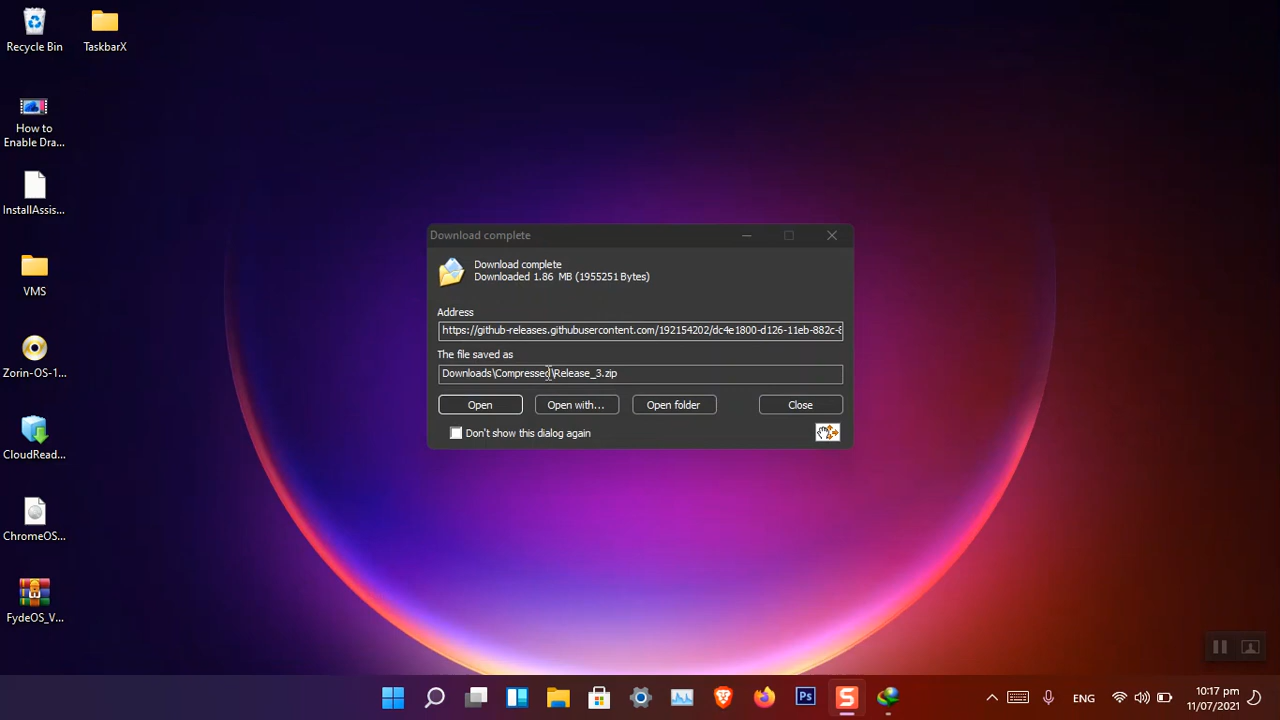 Recycle Bin
TaskbarX
How to
Enable Dra...
InstallAssis...
VMS
Zorin-OS-1...
CloudRead...
ChromeOS...
FydeOS_V...
Download complete
Download complete
Downloaded 1.86 MB (1955251 Bytes)
Address
https://github-releases.githubusercontent.com/192154202/dc4e1800-d126-11eb-882c-8
The file saved as
Downloads\Compressed\Release_3.zip
Open
Open with...
Open folder
Close
Don't show this dialog again
Ps
S
ENG
10:17 pm
11/07/2021